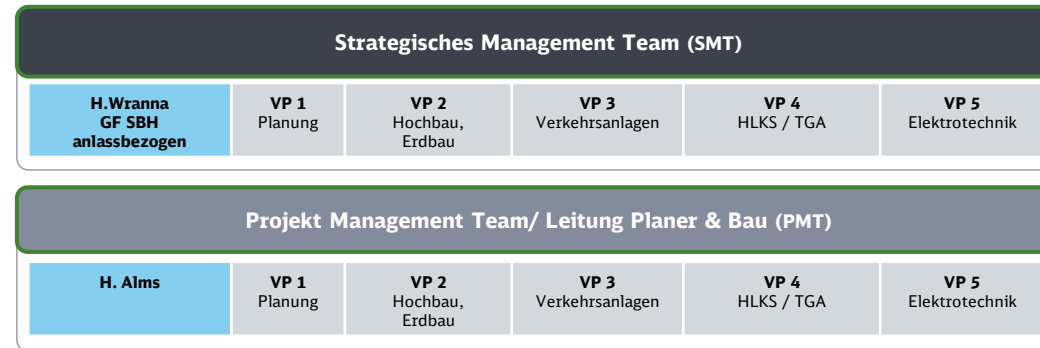 Strategisches Management Team (SMT)
H.Wranna
GF SBH
anlassbezogen
VP 1
Planung
VP 2
Hochbau,
Erdbau
VP 3
Verkehrsanlagen
VP 4
HLKS / TGA
VP 5
Elektrotechnik
Projekt Management Team/ Leitung Planer & Bau (PMT)
H. Alms
VP 1
Planung
VP 2
Hochbau,
Erdbau
VP 3
Verkehrsanlagen
VP 4
HLKS / TGA
VP 5
Elektrotechnik